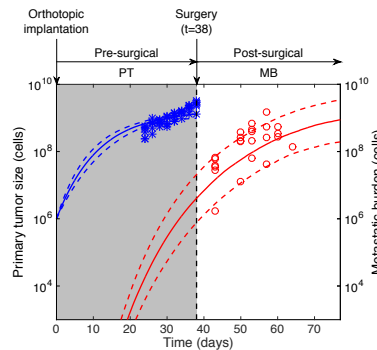 Orthotopic
implantation
Surgery
(t=38)
Pre-surgical
Post-surgical
PT
MB
10^10
10^8
10^6
10^4
Primary tumor size (cells)
10^10
10^8
10^6
10^4
Metastatic burden (cells)
0 10 20 30 40 50 60 70
Time (days)